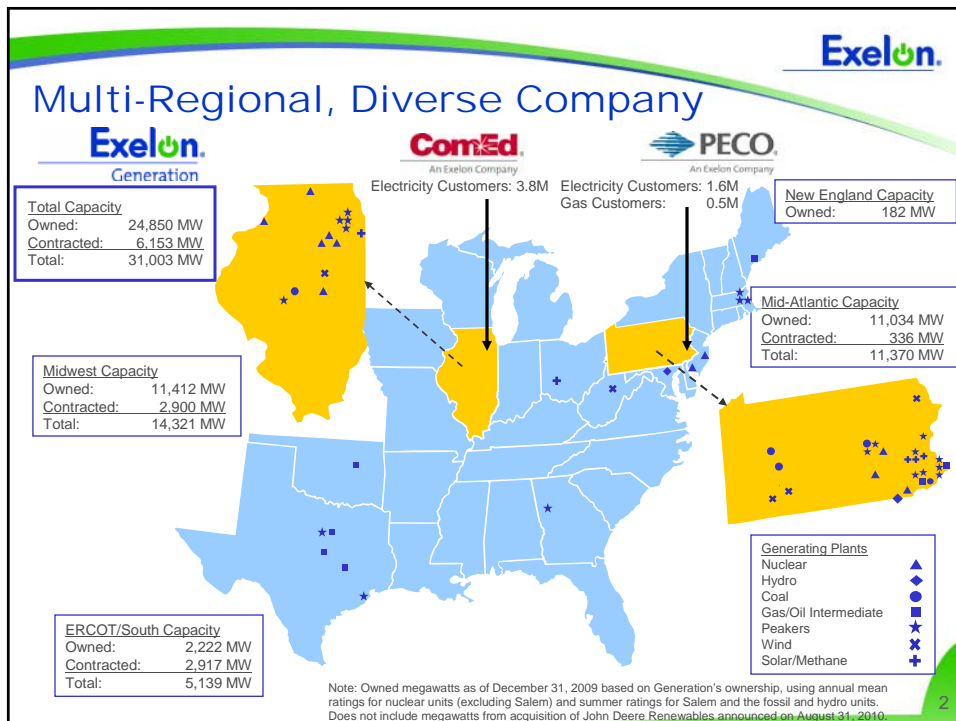 Exelon.
Multi-Regional, Diverse Company
Exelon.
Generation
ComEd.
An Exelon Company
PECO.
An Exelon Company
Electricity Customers: 3.8M
Electricity Customers: 1.6M
Gas Customers: 0.5M
Total Capacity
Owned: 24,850 MW
Contracted: 6,153 MW
Total: 31,003 MW
New England Capacity
Owned: 182 MW
Mid-Atlantic Capacity
Owned: 11,034 MW
Contracted: 336 MW
Total: 11,370 MW
Midwest Capacity
Owned: 11,412 MW
Contracted: 2,900 MW
Total: 14,321 MW
Generating Plants
Nuclear
Hydro
Coal
Gas/Oil Intermediate
Peakers
Wind
Solar/Methane
ERCOT/South Capacity
Owned: 2,222 MW
Contracted: 2,917 MW
Total: 5,139 MW
Note: Owned megawatts as of December 31, 2009 based on Generation's ownership, using annual mean
ratings for nuclear units (excluding Salem) and summer ratings for Salem and the fossil and hydro units.
Does not include megawatts from acquisition of John Deere Renewables announced on August 31, 2010.
2